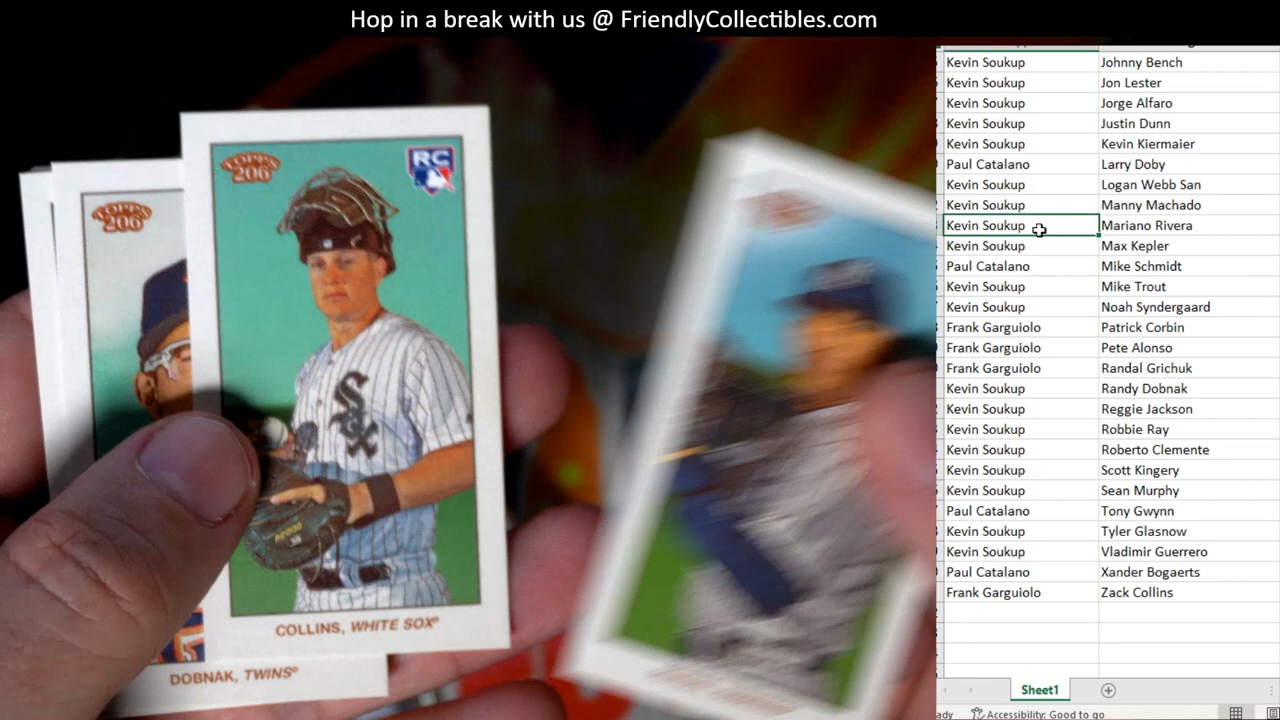 Hop in a break with us @ FriendlyCollectibles.com
TOPPS
206
RC
TOPPS
206
SOX
COLLINS, WHITE SOX®
DOBNAK, TWINS®
Kevin Soukup Johnny Bench
Kevin Soukup Jon Lester
Kevin Soukup Jorge Alfaro
Kevin Soukup Justin Dunn
Kevin Soukup Kevin Kiermaier
Paul Catalano Larry Doby
Kevin Soukup Logan Webb San
Kevin Soukup Manny Machado
Kevin Soukup Mariano Rivera
Kevin Soukup Max Kepler
Paul Catalano Mike Schmidt
Kevin Soukup Mike Trout
Kevin Soukup Noah Syndergaard
Frank Garguiolo Patrick Corbin
Frank Garguiolo Pete Alonso
Frank Garguiolo Randal Grichuk
Kevin Soukup Randy Dobnak
Kevin Soukup Reggie Jackson
Kevin Soukup Robbie Ray
Kevin Soukup Roberto Clemente
Kevin Soukup Scott Kingery
Kevin Soukup Sean Murphy
Paul Catalano Tony Gwynn
Kevin Soukup Tyler Glasnow
Kevin Soukup Vladimir Guerrero
Paul Catalano Xander Bogaerts
Frank Garguiolo Zack Collins
Sheet1
Accessibility: Good to go